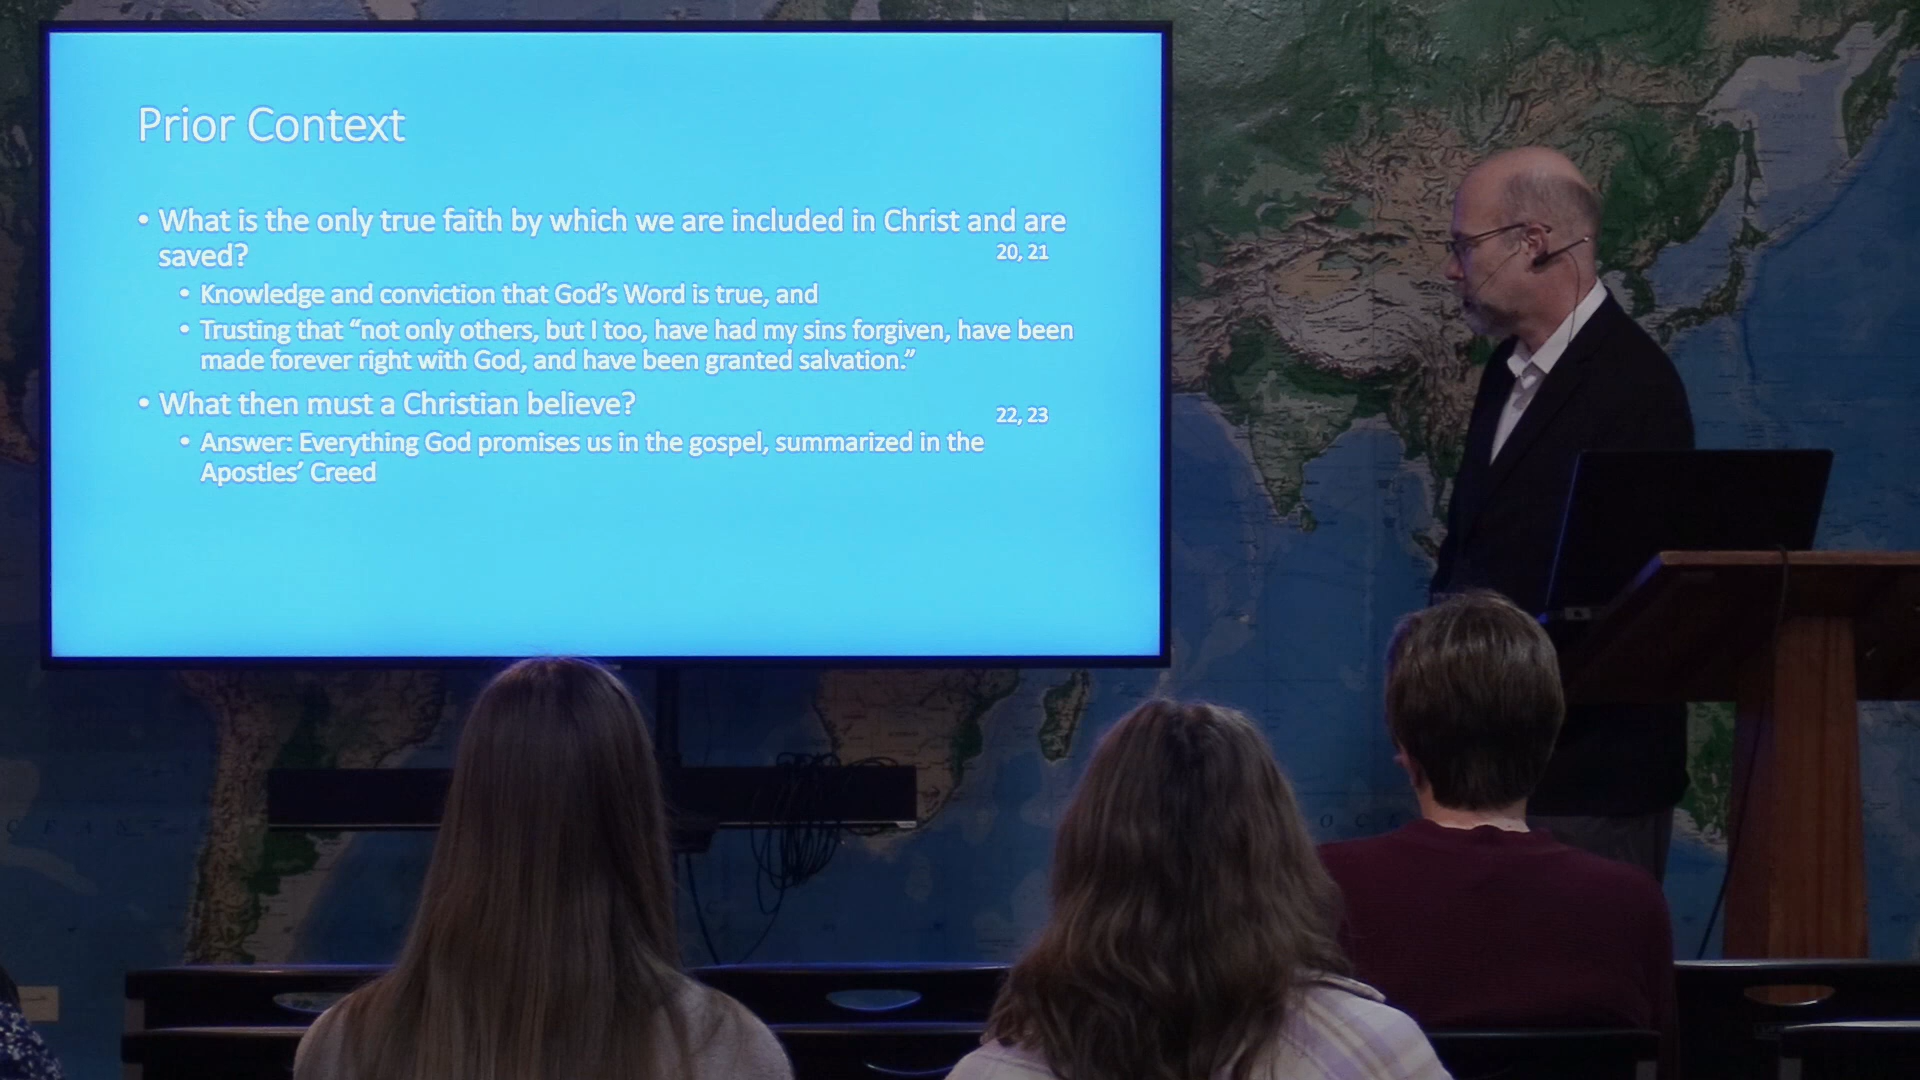 Prior Context
• What is the only true faith by which we are included in Christ and are
saved?
20, 21
• Knowledge and conviction that God’s Word is true, and
• Trusting that “not only others, but I too, have had my sins forgiven, have been
made forever right with God, and have been granted salvation.”
• What then must a Christian believe?
22, 23
• Answer: Everything God promises us in the gospel, summarized in the
Apostles’ Creed